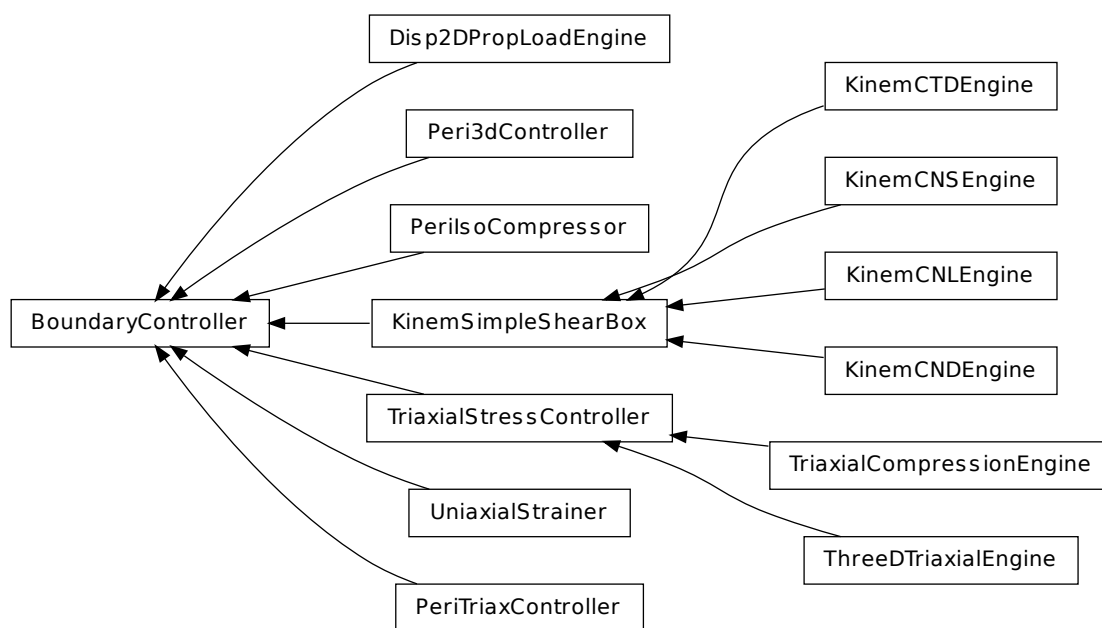 Disp2DPropLoadEngine
KinemCTDEngine
Peri3dController
KinemCNSEngine
PeriIsoCompressor
KinemCNLEngine
BoundaryController
KinemSimpleShearBox
KinemCNDEngine
TriaxialStressController
TriaxialCompressionEngine
UniaxialStrainer
ThreeDTriaxialEngine
PeriTriaxController